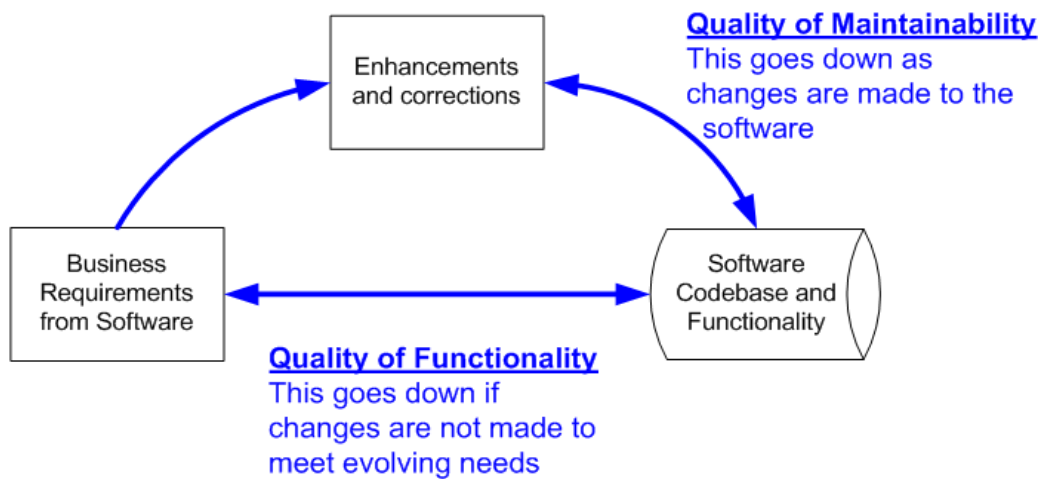 Quality of Maintainability
This goes down as
changes are made to the
software
Enhancements
and corrections
Business
Requirements
from Software
Software
Codebase and
Functionality
Quality of Functionality
This goes down if
changes are not made to
meet evolving needs